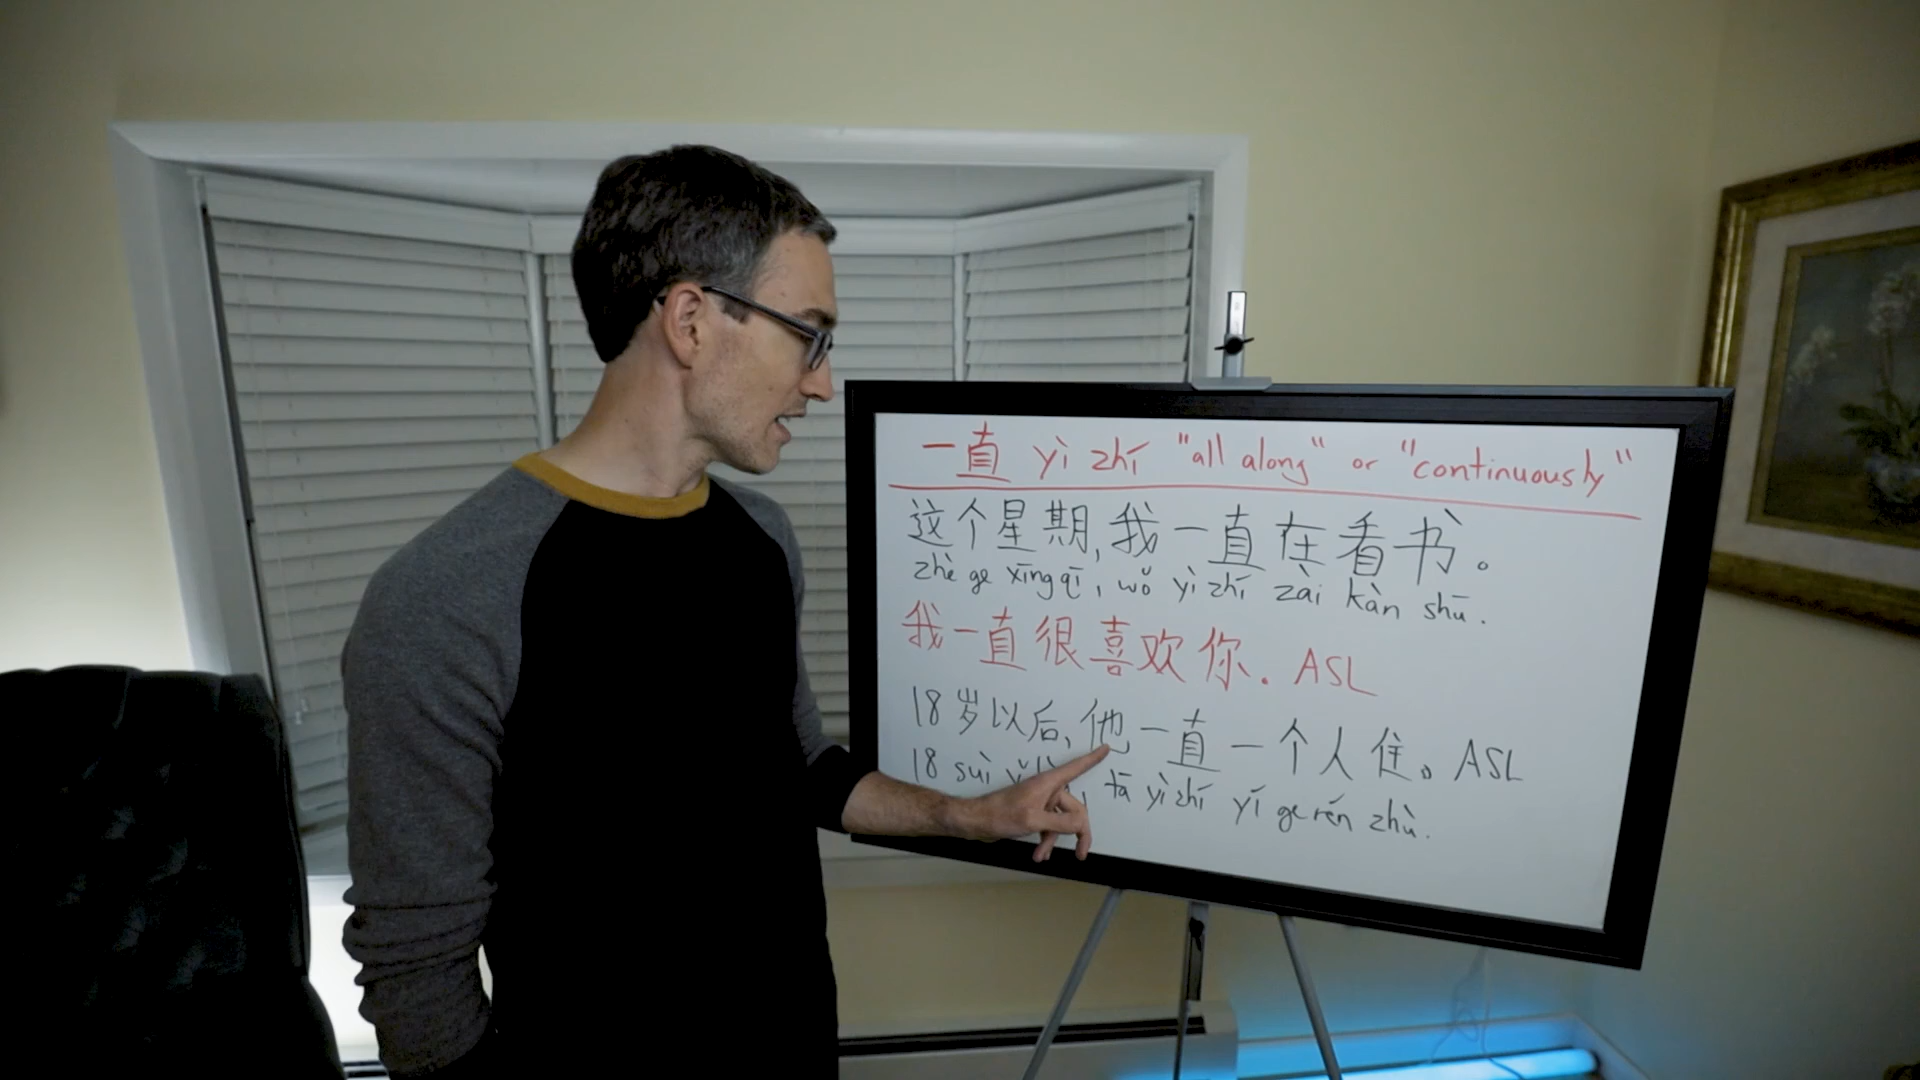 一直 yì zhí "all along" or "continuously"
这个星期,我一直在看书。
zhè ge xīng qī, wǒ yì zhí zài kàn shū.
我一直很喜欢你. ASL
18岁以后,他一直一个人住。ASL
18 suì , tā yì zhí yí ge rén zhù.